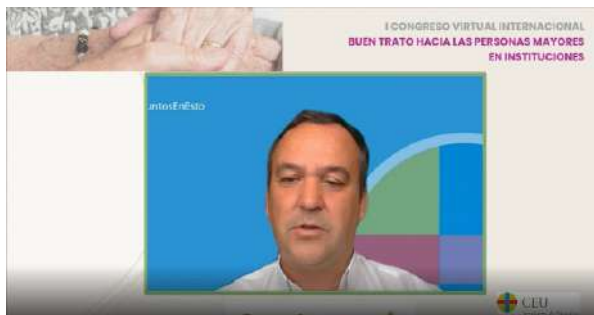 I CONGRESO VIRTUAL INTERNACIONAL
BUEN TRATO HACIA LAS PERSONAS MAYORES
EN INSTITUCIONES
untosEnEsto
CEU